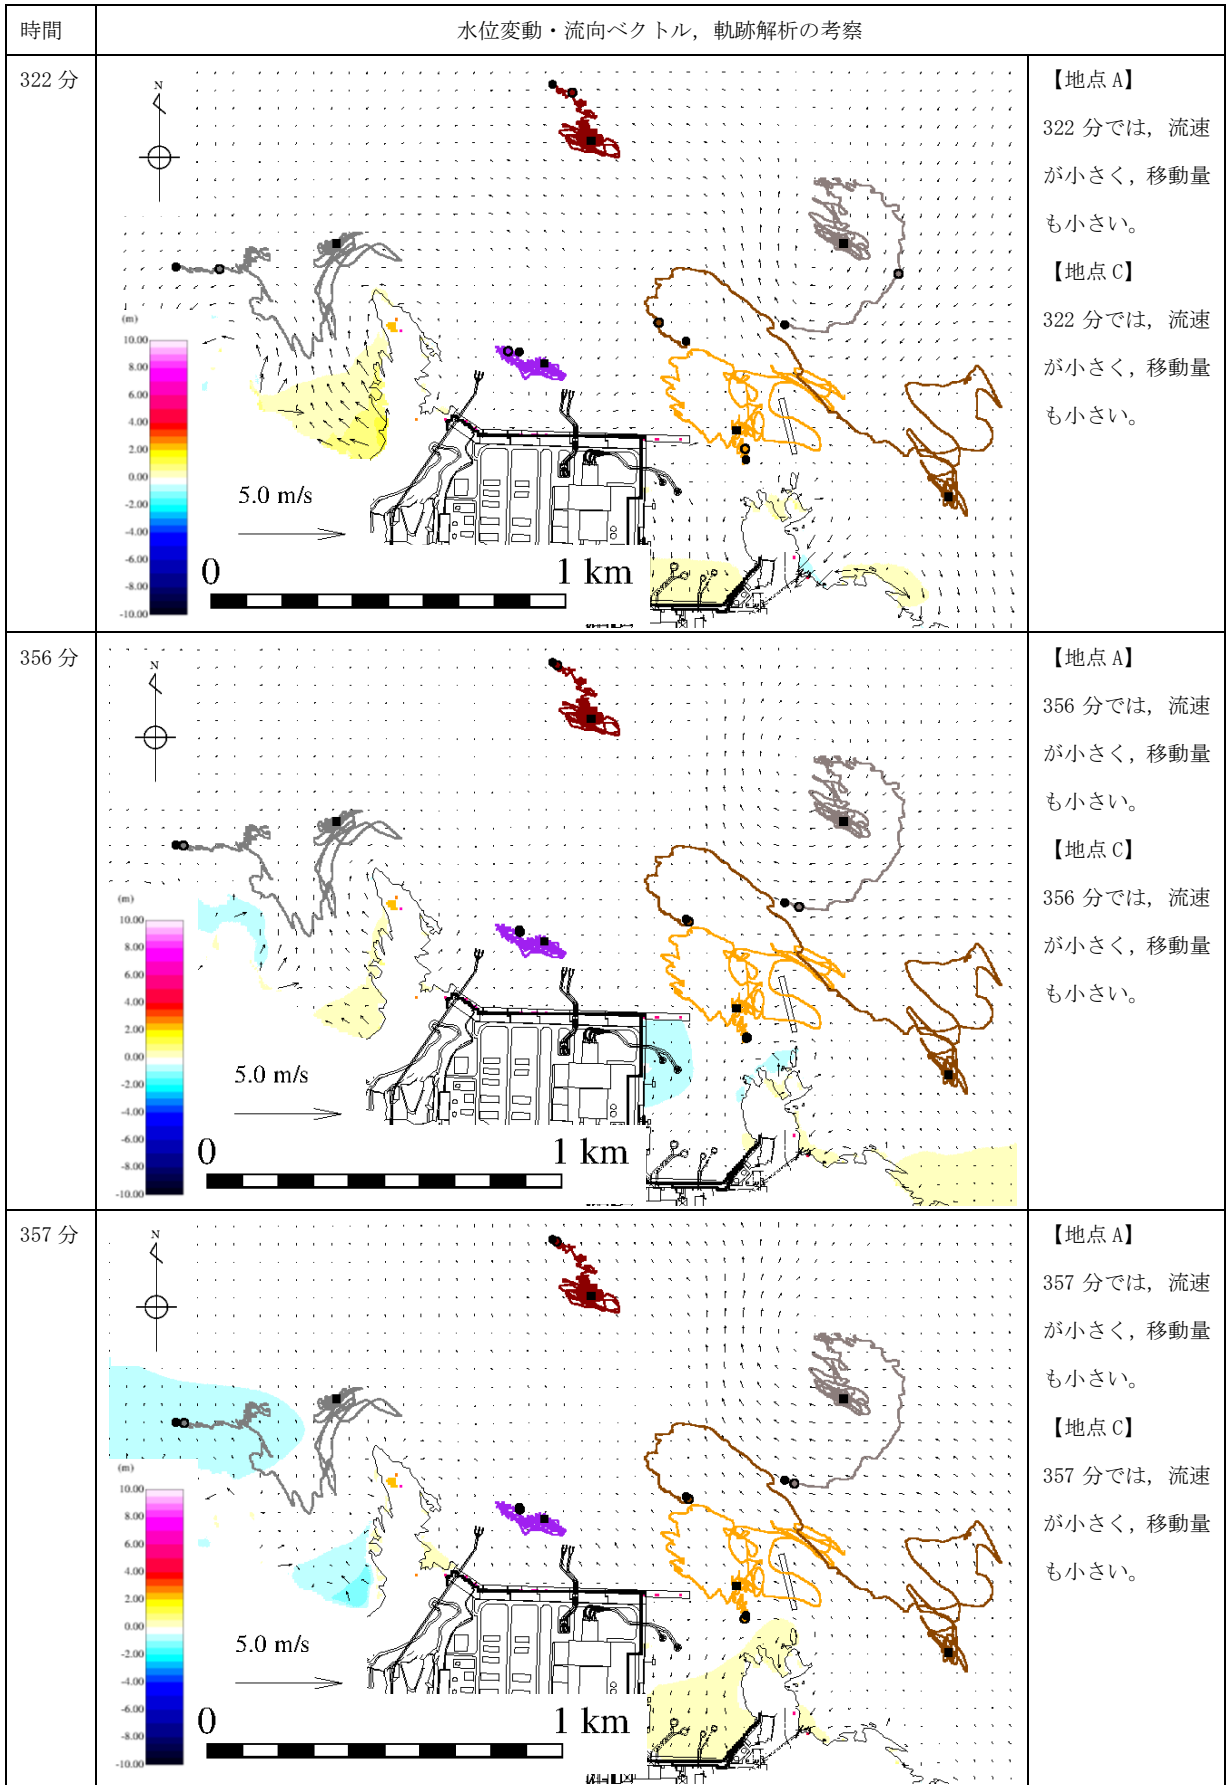 時間
水位変動・流向ベクトル，軌跡解析の考察
322 分
N
(m)
10.00
8.00
6.00
4.00
2.00
0.00
-2.00
-4.00
-6.00
-8.00
-10.00
5.0 m/s
0
1 km
【地点 A】
322 分では，流速
が小さく，移動量
も小さい。
【地点 C】
322 分では，流速
が小さく，移動量
も小さい。
356 分
N
(m)
10.00
8.00
6.00
4.00
2.00
0.00
-2.00
-4.00
-6.00
-8.00
-10.00
5.0 m/s
0
1 km
【地点 A】
356 分では，流速
が小さく，移動量
も小さい。
【地点 C】
356 分では，流速
が小さく，移動量
も小さい。
357 分
N
(m)
10.00
8.00
6.00
4.00
2.00
0.00
-2.00
-4.00
-6.00
-8.00
-10.00
5.0 m/s
0
1 km
【地点 A】
357 分では，流速
が小さく，移動量
も小さい。
【地点 C】
357 分では，流速
が小さく，移動量
も小さい。